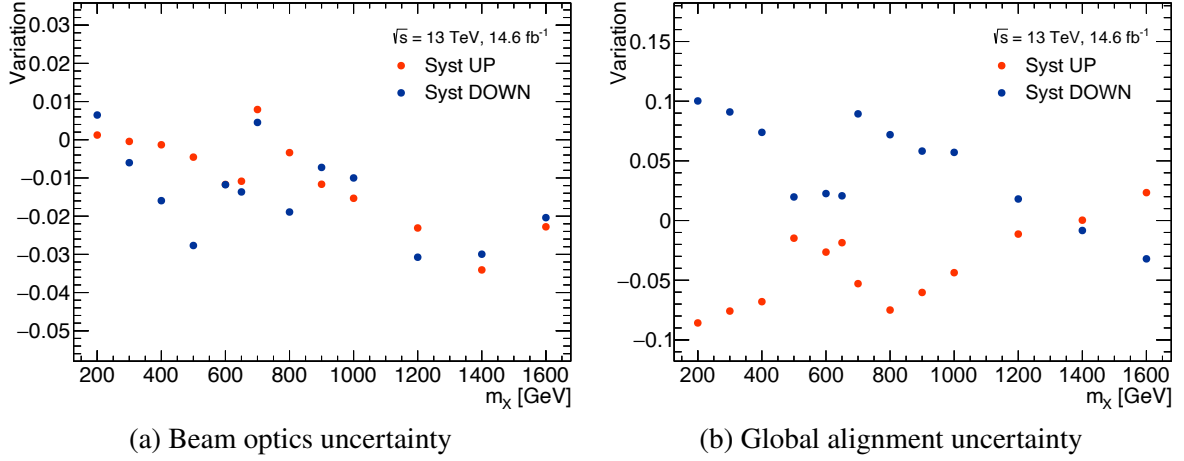 Variation
√s = 13 TeV, 14.6 fb⁻¹
Syst UP
Syst DOWN
0.03
0.02
0.01
0
−0.01
−0.02
−0.03
−0.04
−0.05
200 400 600 800 1000 1200 1400 1600
m_X [GeV]
(a) Beam optics uncertainty
Variation
√s = 13 TeV, 14.6 fb⁻¹
Syst UP
Syst DOWN
0.15
0.1
0.05
0
−0.05
−0.1
200 400 600 800 1000 1200 1400 1600
m_X [GeV]
(b) Global alignment uncertainty